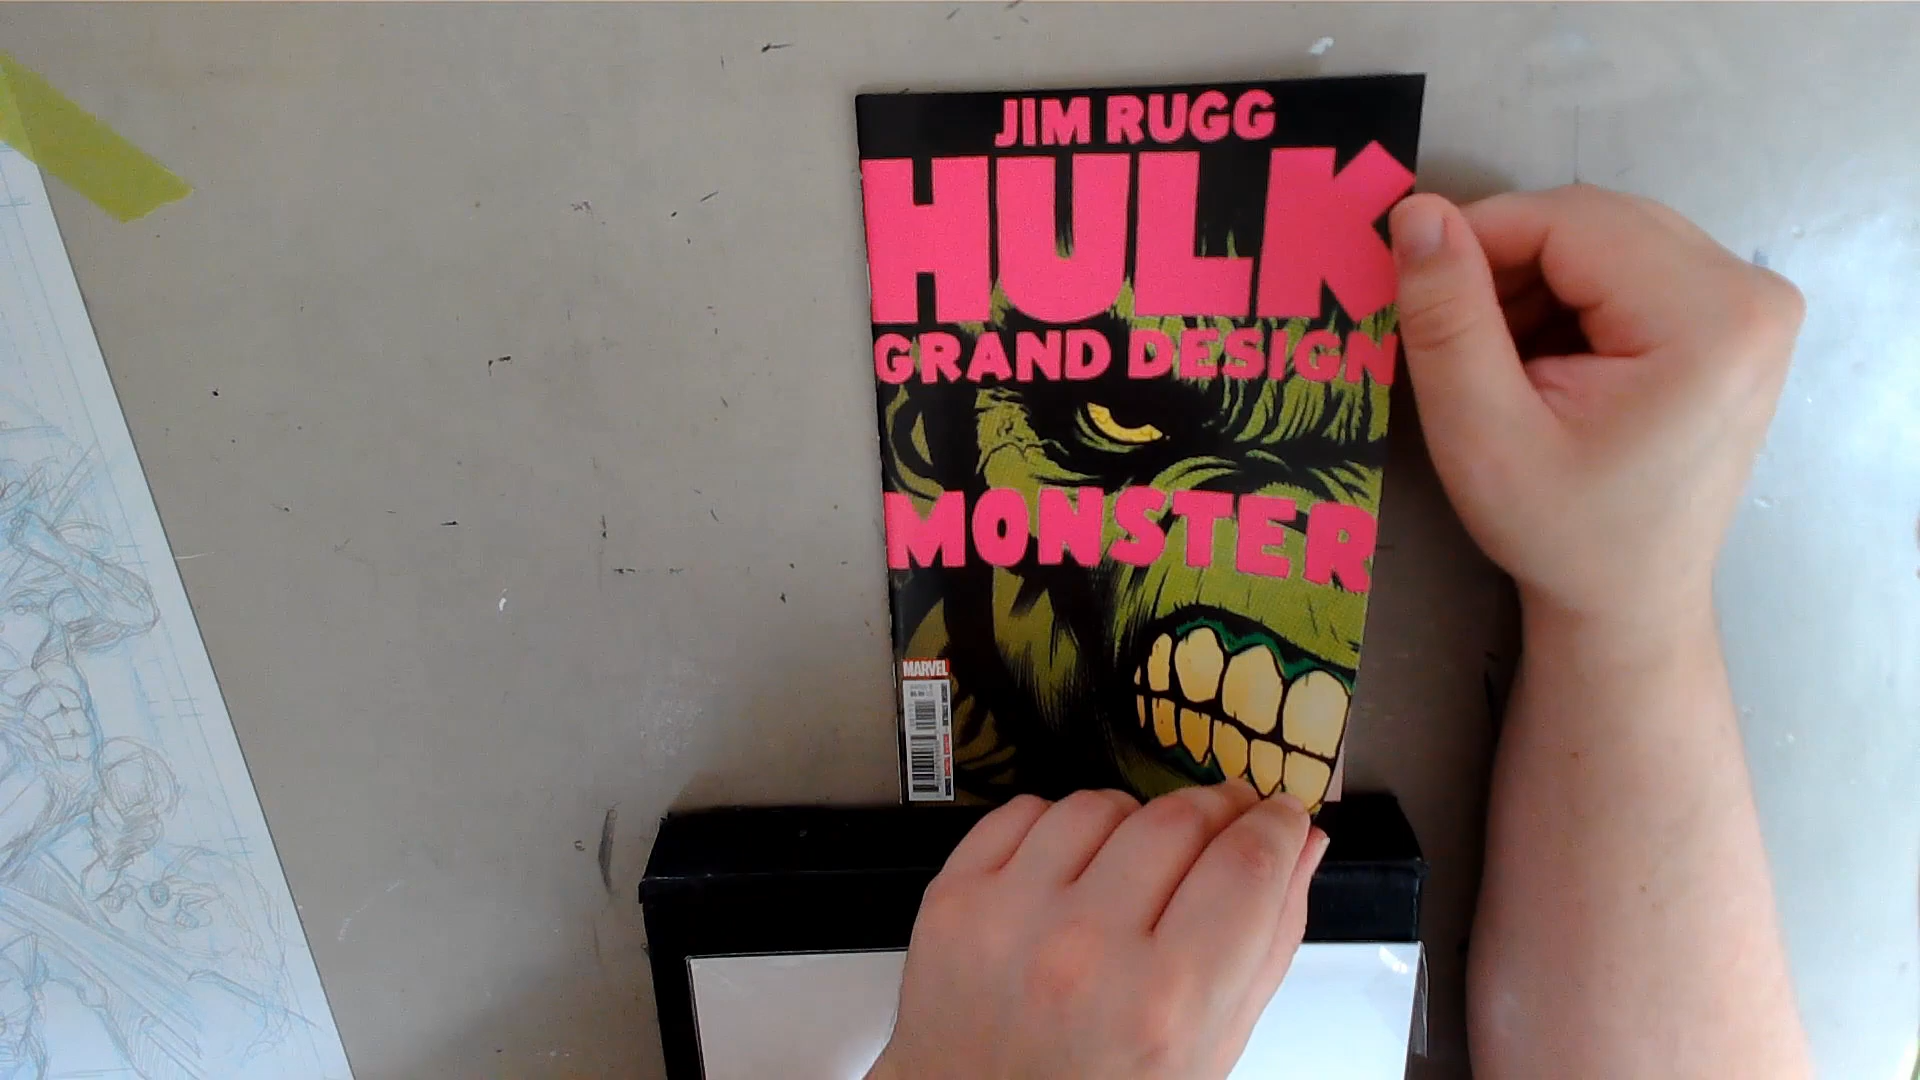 JIM RUGG
HULK
GRAND DESIGN
MONSTER
MARVEL